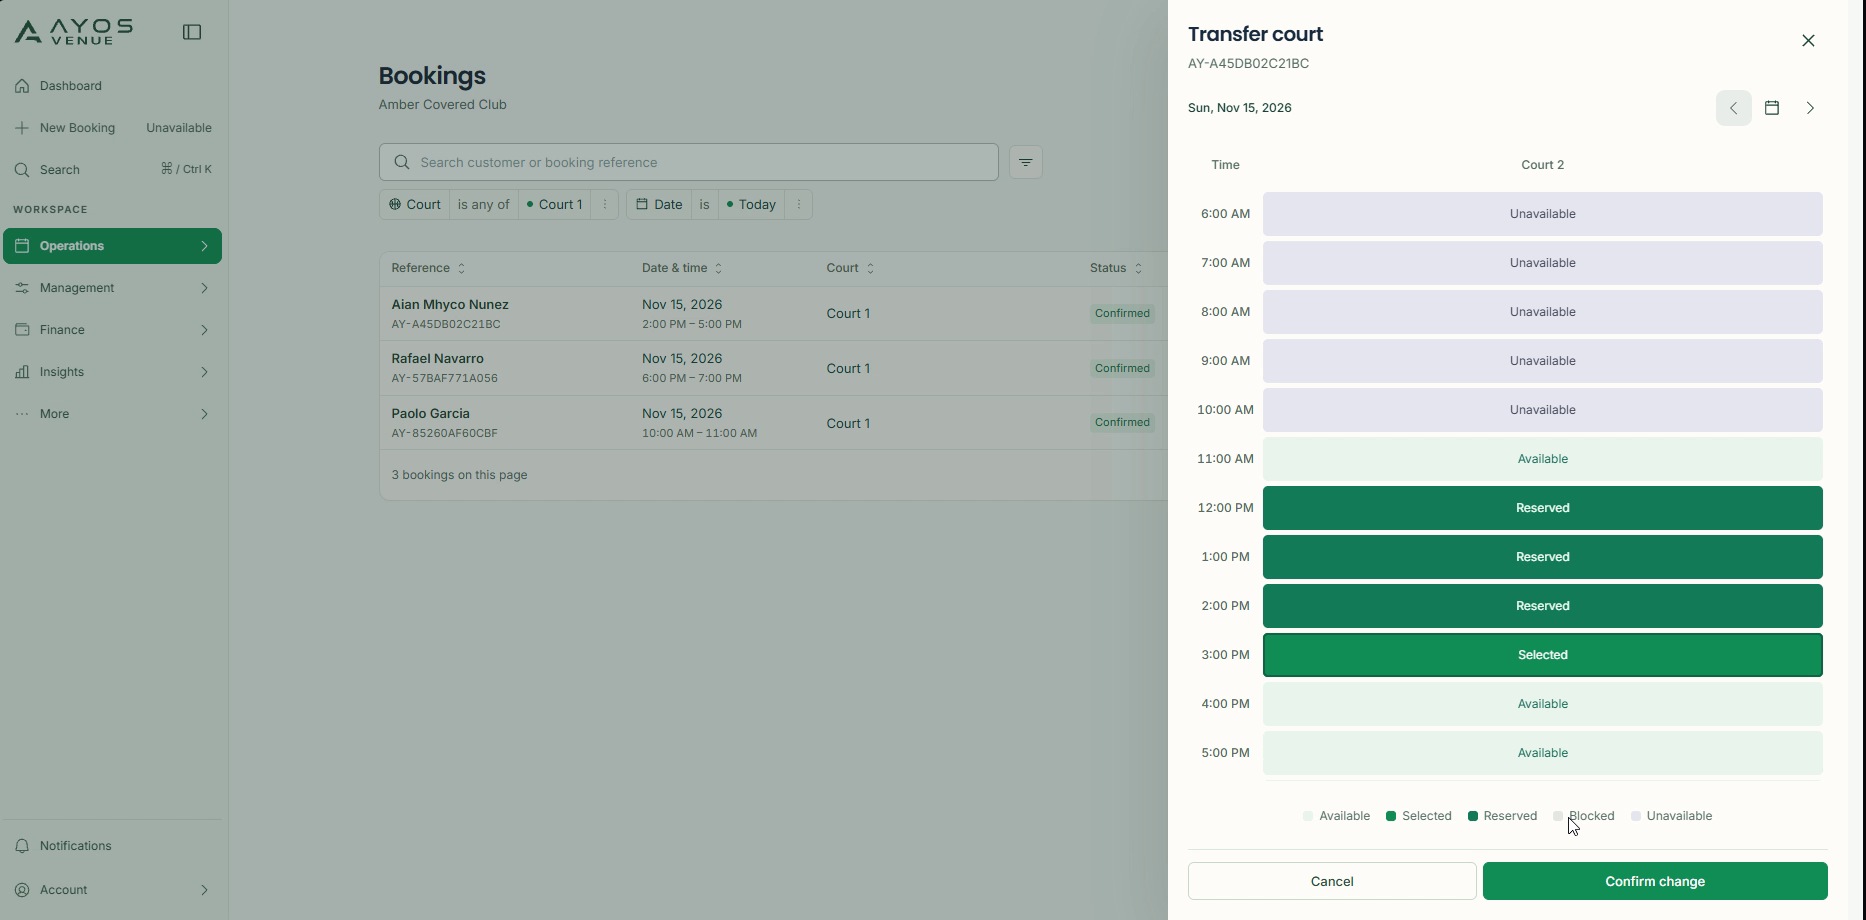 AYOS
VENUE
Dashboard
New Booking Unavailable
Search ⌘ / Ctrl K
WORKSPACE
Operations
Management
Finance
Insights
More
Notifications
Account
Bookings
Amber Covered Club
Search customer or booking reference
Court is any of Court 1 Date is Today
Reference Date & time Court Status
Aian Mhyco Nunez Nov 15, 2026
AY-A45DB02C21BC 2:00 PM – 5:00 PM Court 1 Confirmed
Rafael Navarro Nov 15, 2026
AY-57BAF771A056 6:00 PM – 7:00 PM Court 1 Confirmed
Paolo Garcia Nov 15, 2026
AY-85260AF60CBF 10:00 AM – 11:00 AM Court 1 Confirmed
3 bookings on this page
Transfer court
AY-A45DB02C21BC
Sun, Nov 15, 2026
Time Court 2
6:00 AM Unavailable
7:00 AM Unavailable
8:00 AM Unavailable
9:00 AM Unavailable
10:00 AM Unavailable
11:00 AM Available
12:00 PM Reserved
1:00 PM Reserved
2:00 PM Reserved
3:00 PM Selected
4:00 PM Available
5:00 PM Available
Available Selected Reserved Blocked Unavailable
Cancel Confirm change